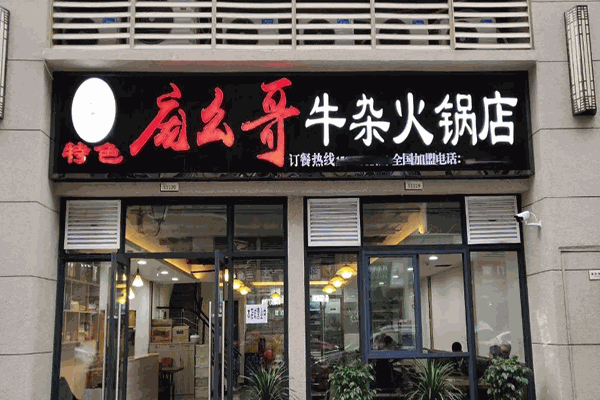 特色
庙幺哥牛杂火锅店
订餐热线: 全国加盟电话: